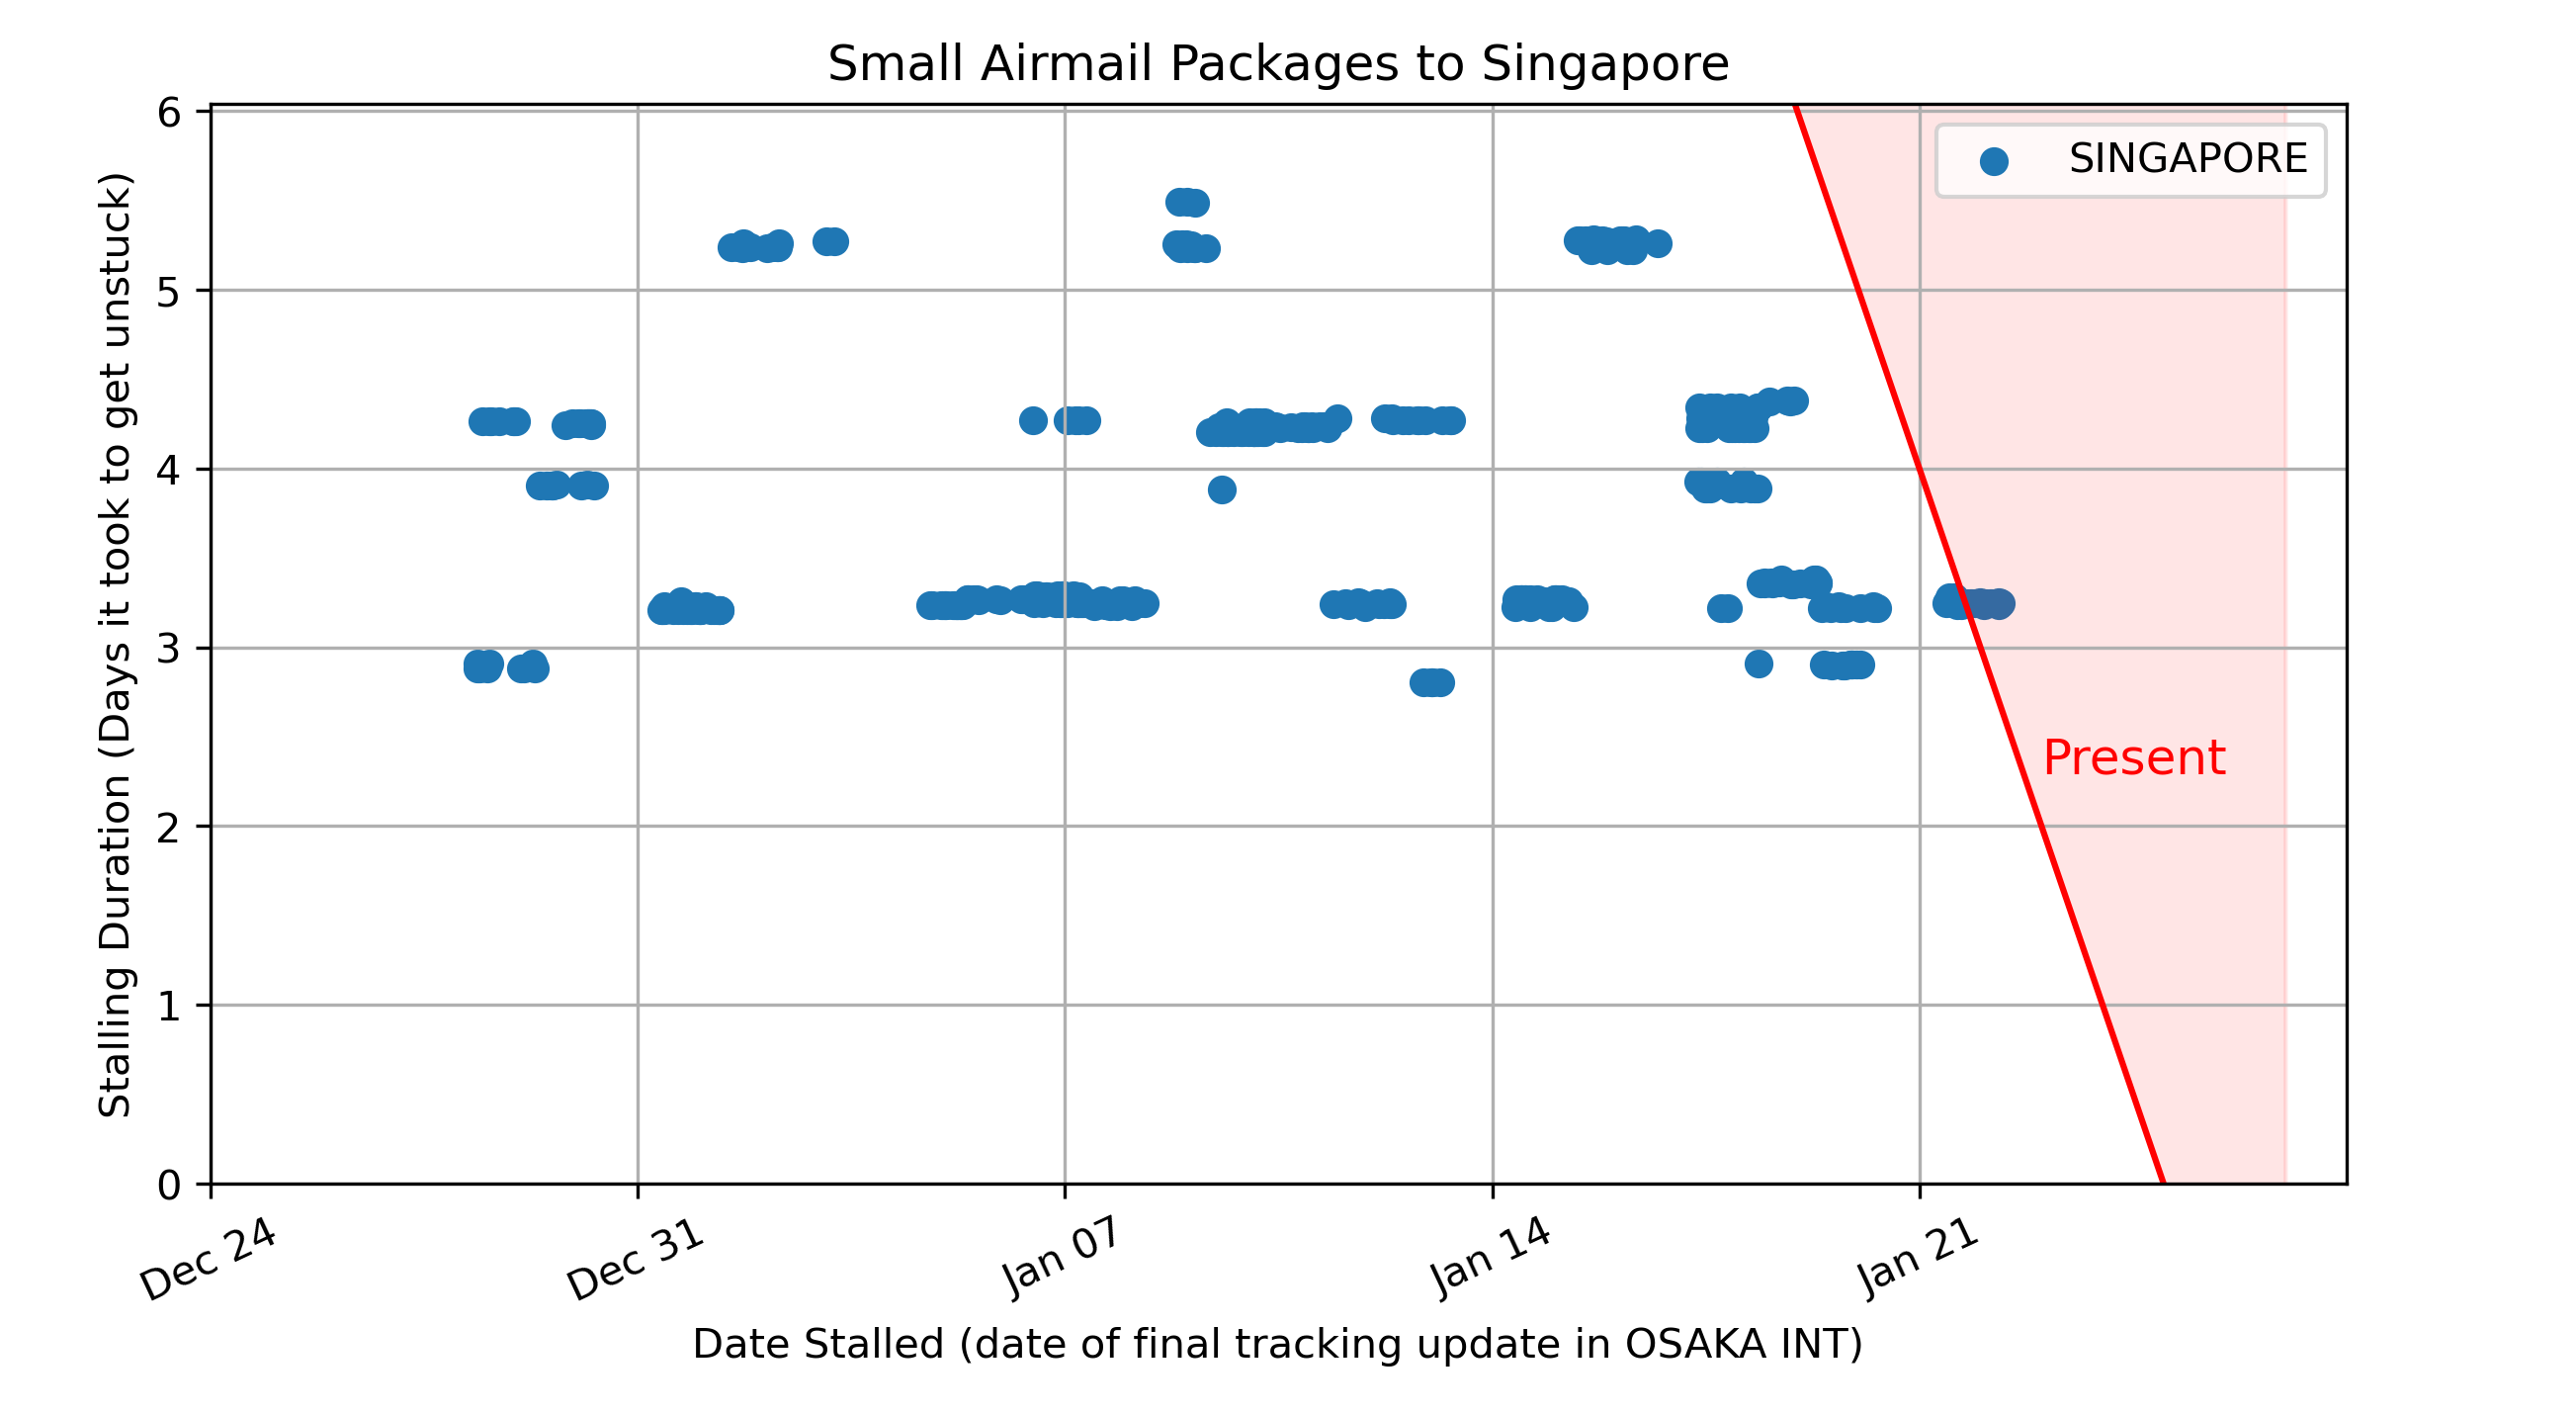 Small Airmail Packages to Singapore
SINGAPORE
Stalling Duration (Days it took to get unstuck)
6
5
4
3
2
1
0
Present
Dec 24
Dec 31
Jan 07
Jan 14
Jan 21
Date Stalled (date of final tracking update in OSAKA INT)